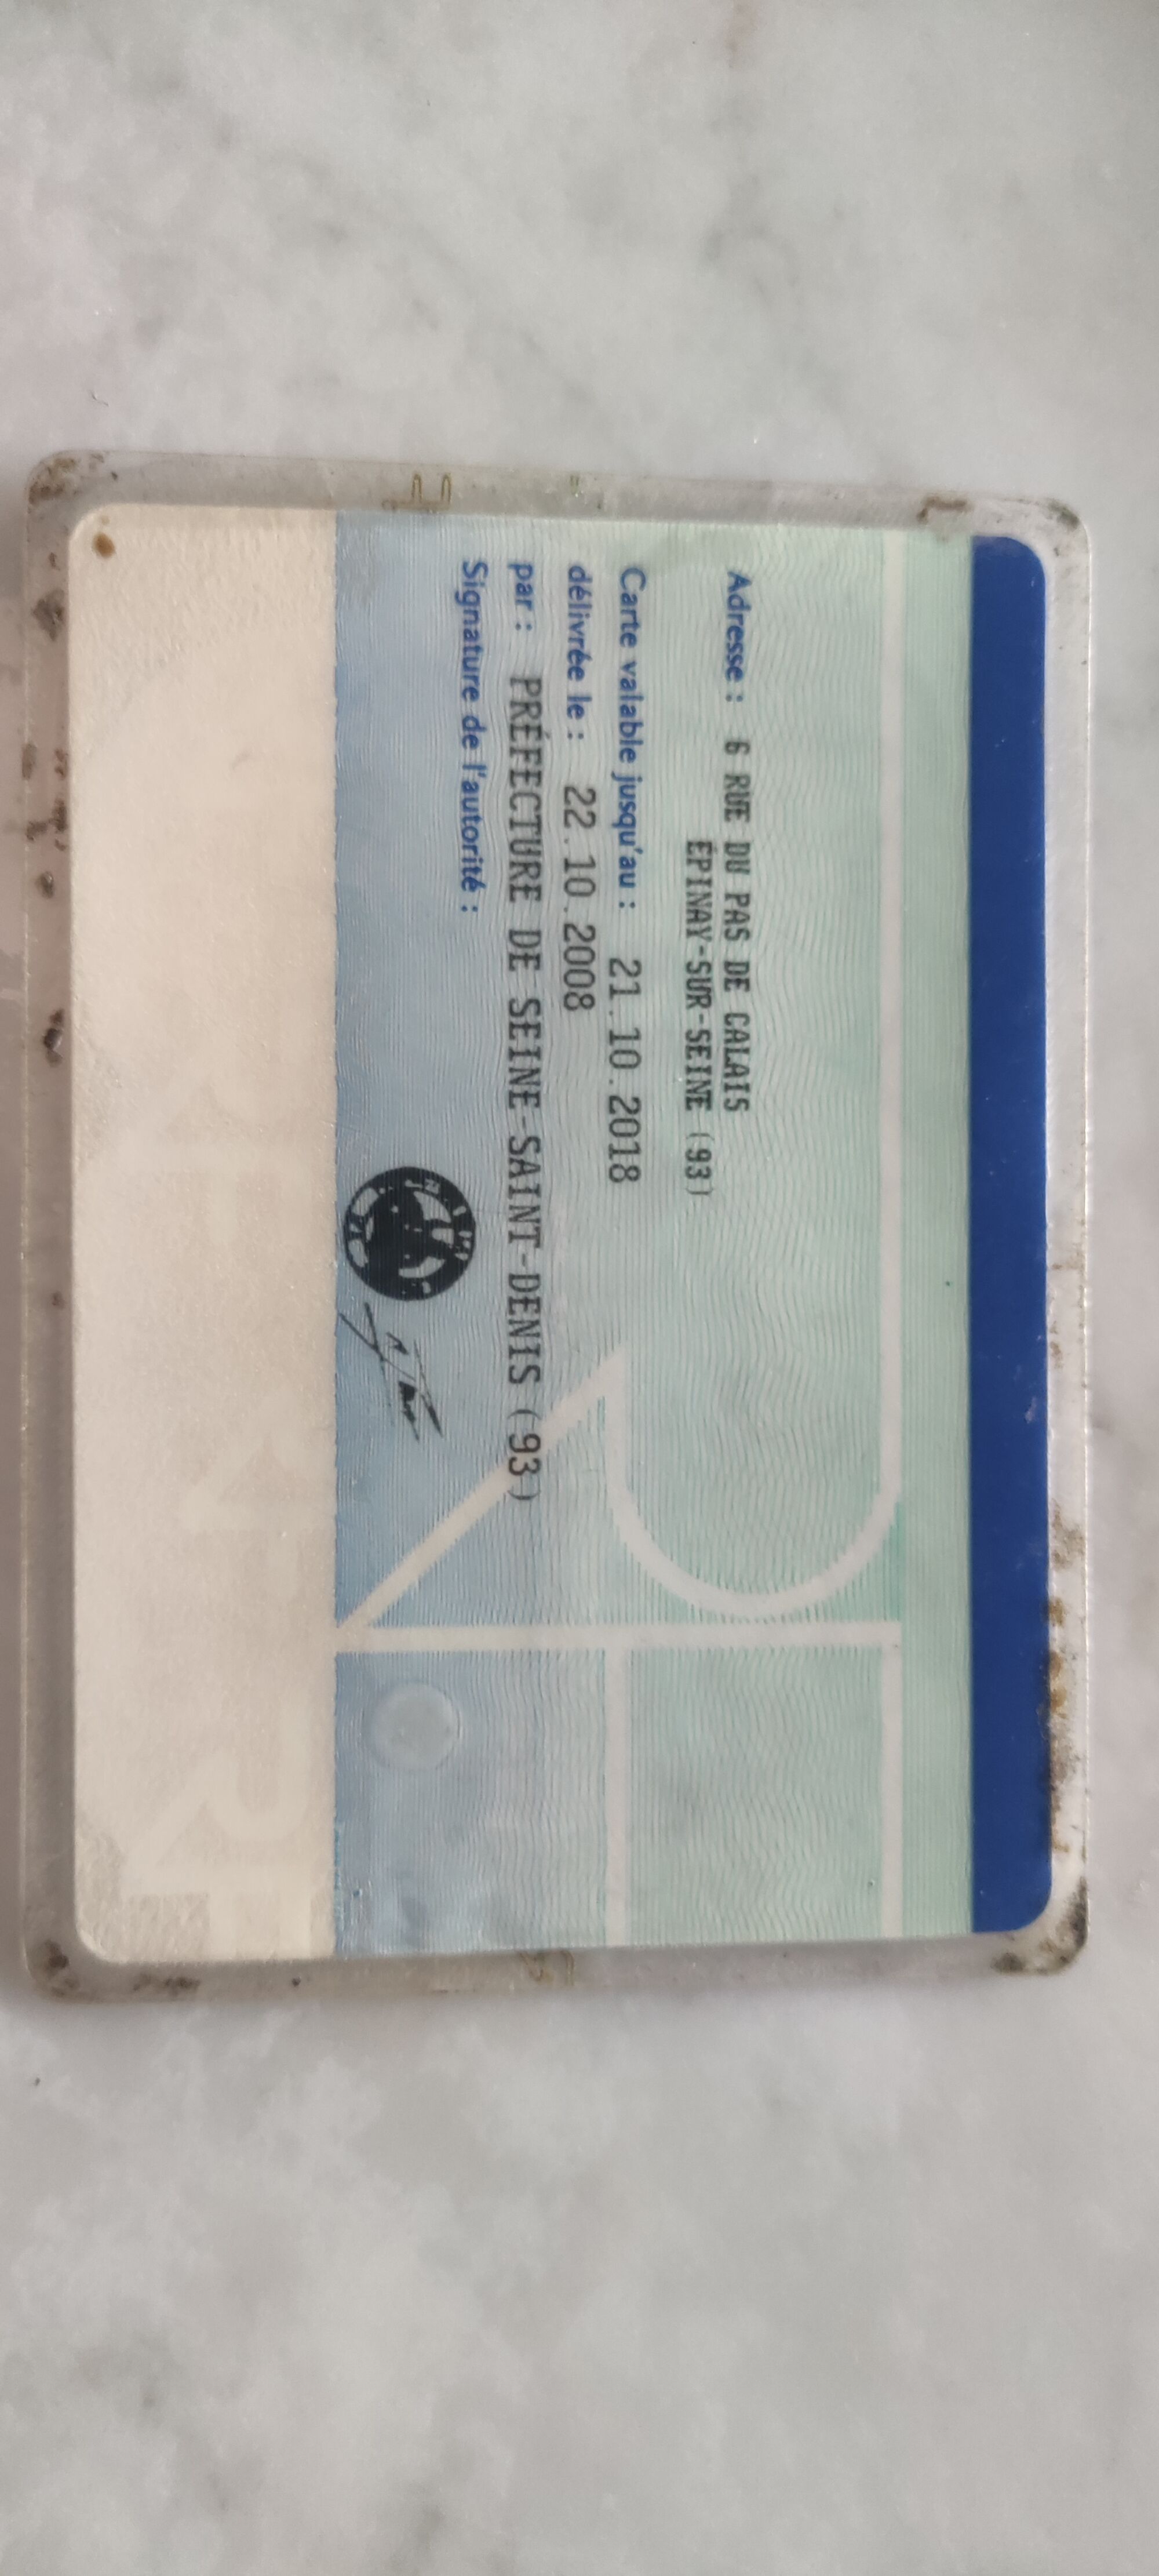 Adresse : 6 RUE DU PAS DE CALAIS
ÉPINAY-SUR-SEINE (93)
Carte valable jusqu'au : 21.10.2018
délivrée le : 22.10.2008
par : PRÉFECTURE DE SEINE-SAINT-DENIS (93)
Signature de l'autorité :